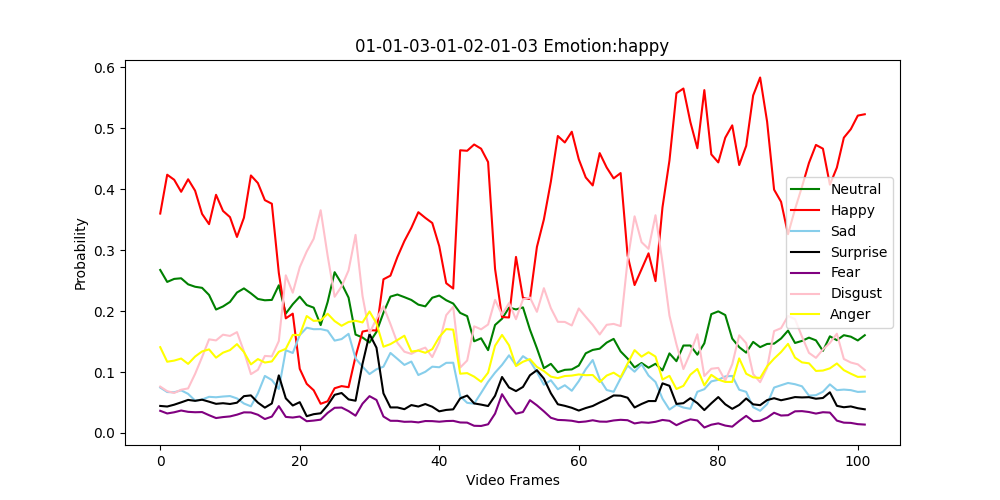 01-01-03-01-02-01-03 Emotion:happy
0.6
0.5
0.4
0.3
0.2
0.1
0.0
Probability
Neutral
Happy
Sad
Surprise
Fear
Disgust
Anger
0 20 40 60 80 100
Video Frames